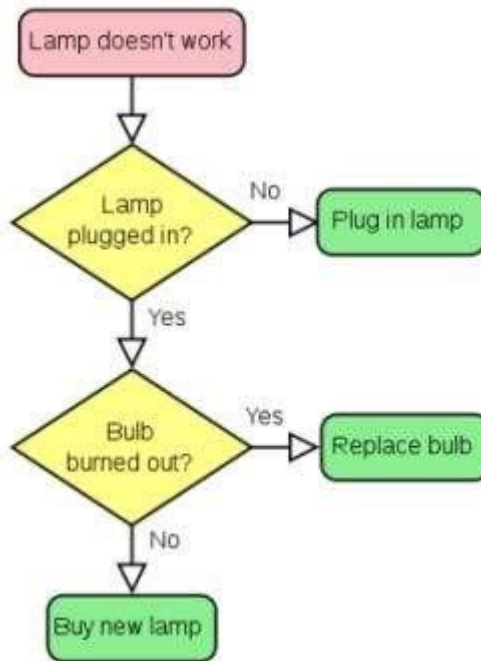 Lamp doesn't work
Lamp
plugged in?
No
Plug in lamp
Yes
Bulb
burned out?
Yes
Replace bulb
No
Buy new lamp